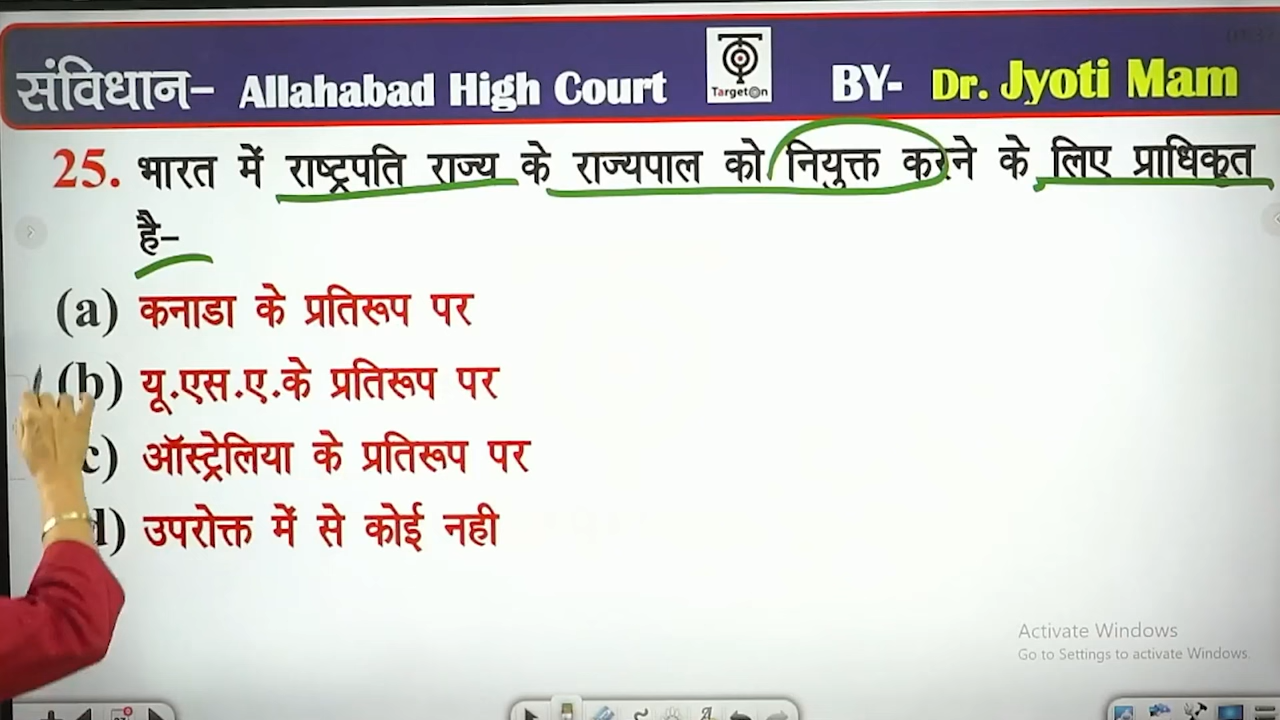 संविधान– Allahabad High Court
Target On
BY- Dr. Jyoti Mam
25. भारत में राष्ट्रपति राज्य के राज्यपाल को नियुक्त करने के लिए प्राधिकृत
है–
(a) कनाडा के प्रतिरूप पर
(b) यू.एस.ए.के प्रतिरूप पर
c) ऑस्ट्रेलिया के प्रतिरूप पर
d) उपरोक्त में से कोई नही
Activate Windows
Go to Settings to activate Windows.